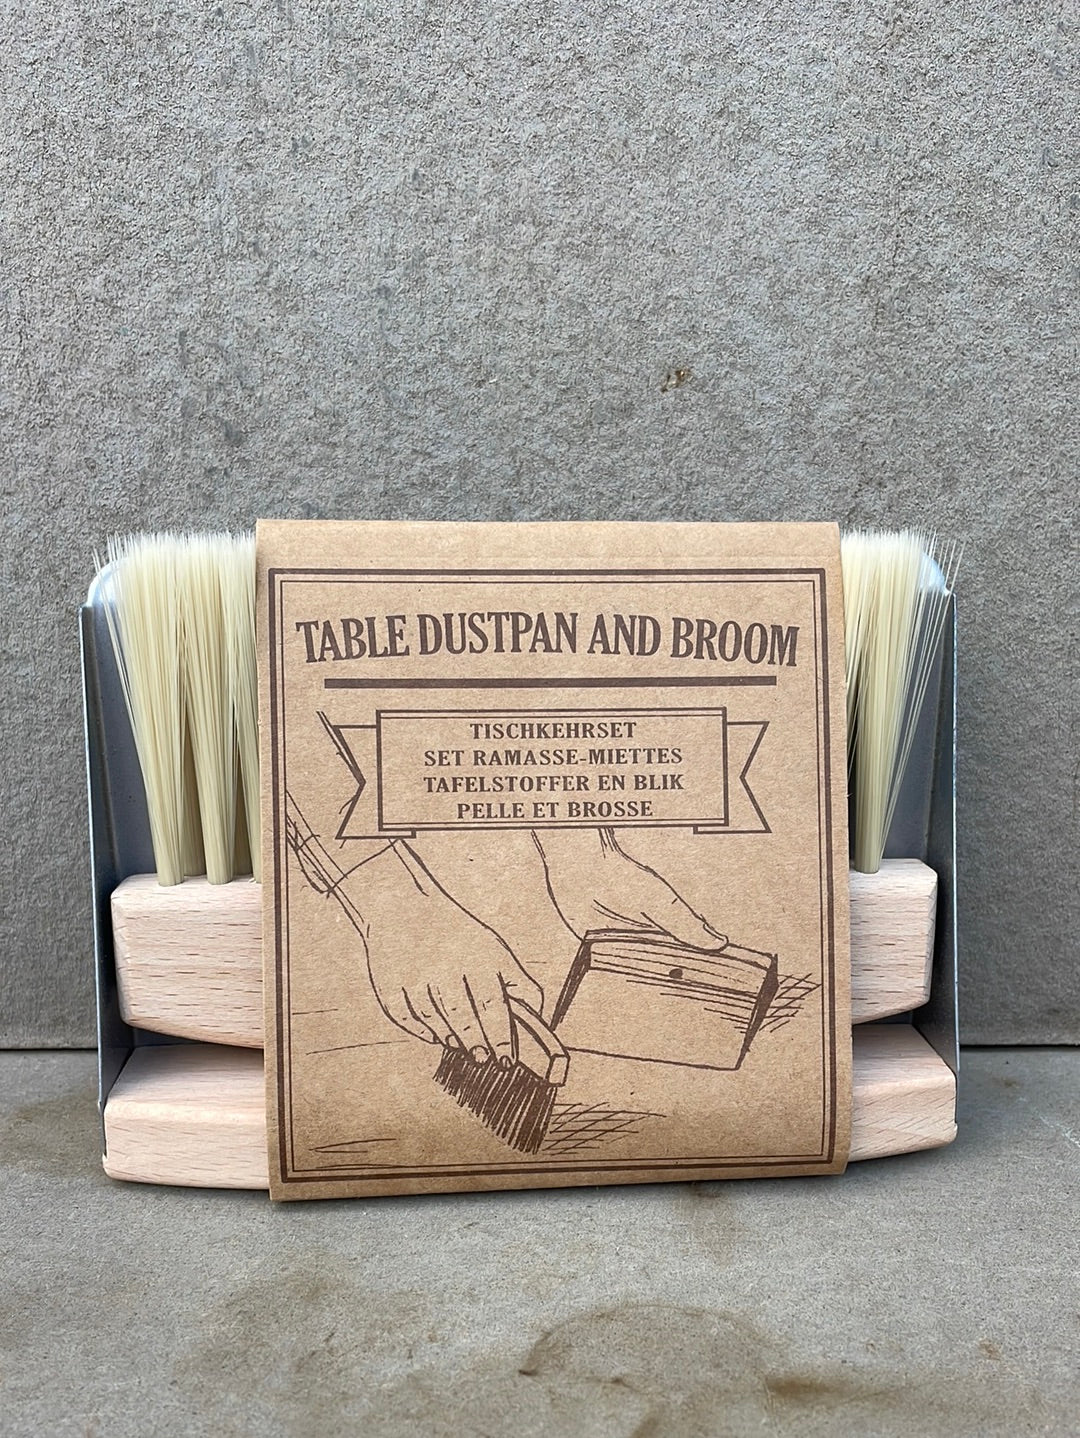 TABLE DUSTPAN AND BROOM
TISCHKEHRSET
SET RAMASSE-MIETTES
TAFELSTOFFER EN BLIK
PELLE ET BROSSE